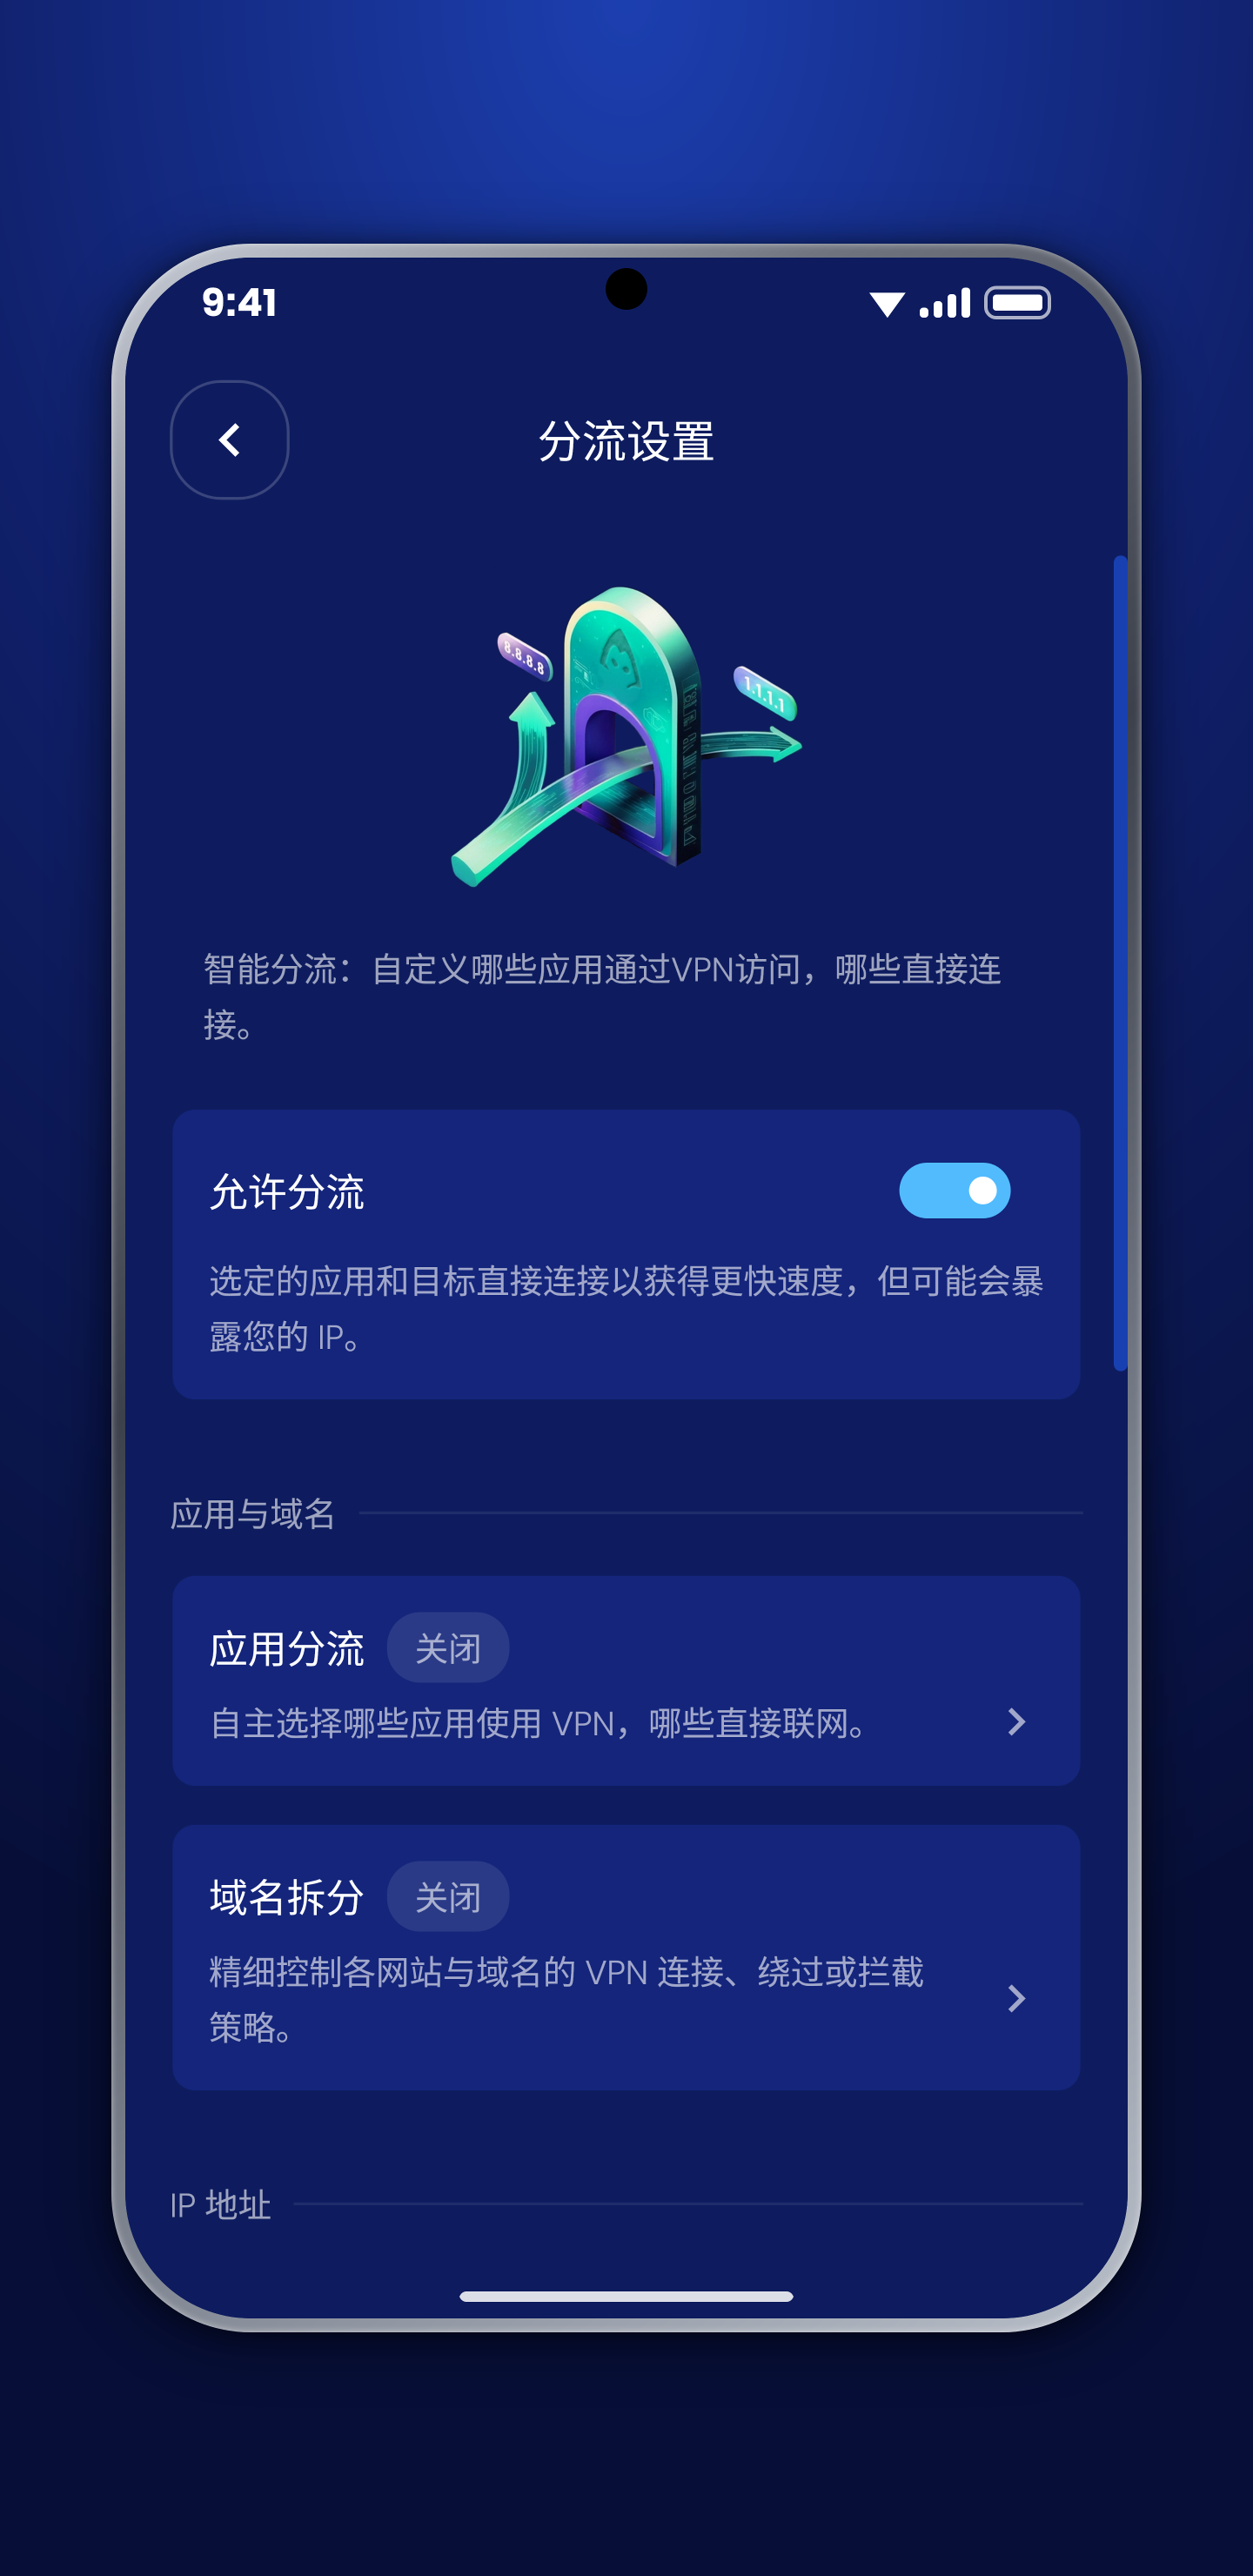 9:41
分流设置
8.8.8.8
1.1.1.1
智能分流：自定义哪些应用通过VPN访问，哪些直接连
接。
允许分流
选定的应用和目标直接连接以获得更快速度，但可能会暴
露您的 IP。
应用与域名
应用分流 关闭
自主选择哪些应用使用 VPN，哪些直接联网。
域名拆分 关闭
精细控制各网站与域名的 VPN 连接、绕过或拦截
策略。
IP 地址